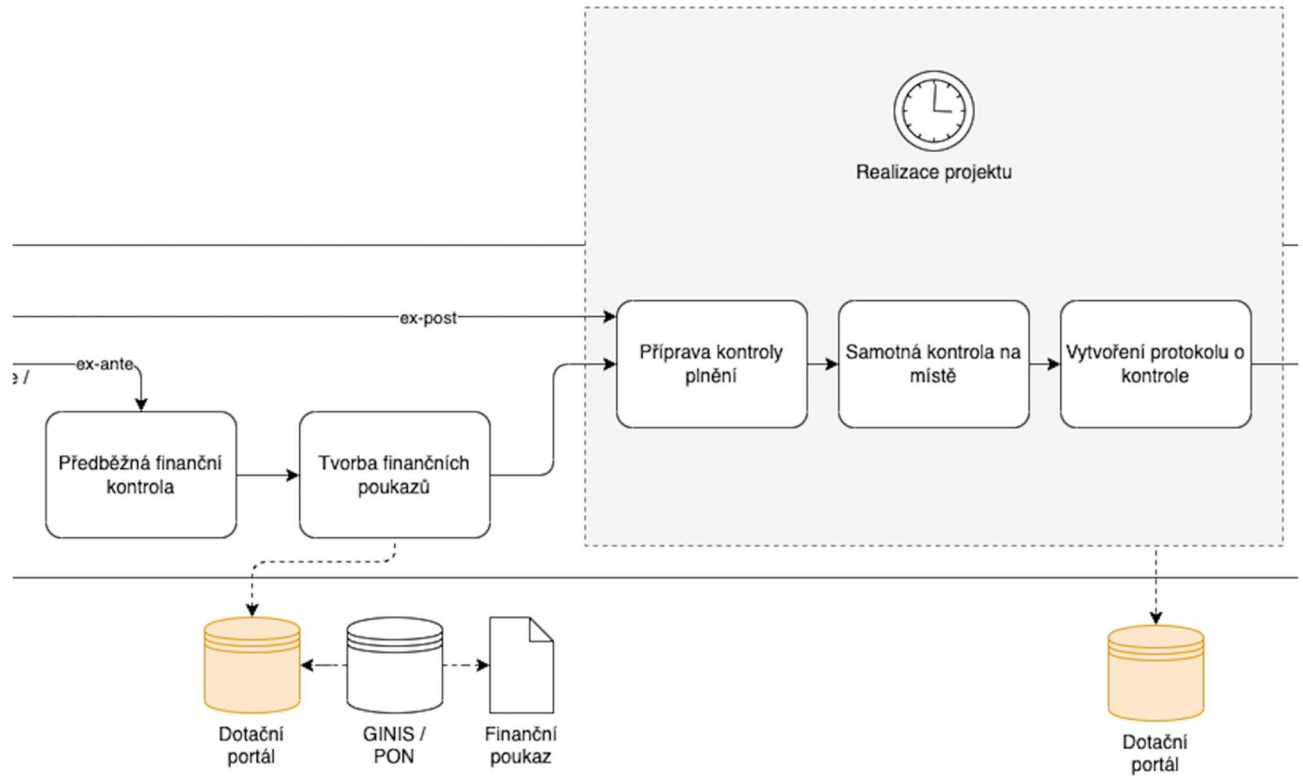 Realizace projektu
ex-post
ex-ante
e /
Příprava kontroly
plnění
Samotná kontrola na
místě
Vytvoření protokolu o
kontrole
Předběžná finanční
kontrola
Tvorba finančních
poukazů
Dotační
portál
GINIS /
PON
Finanční
poukaz
Dotační
portál